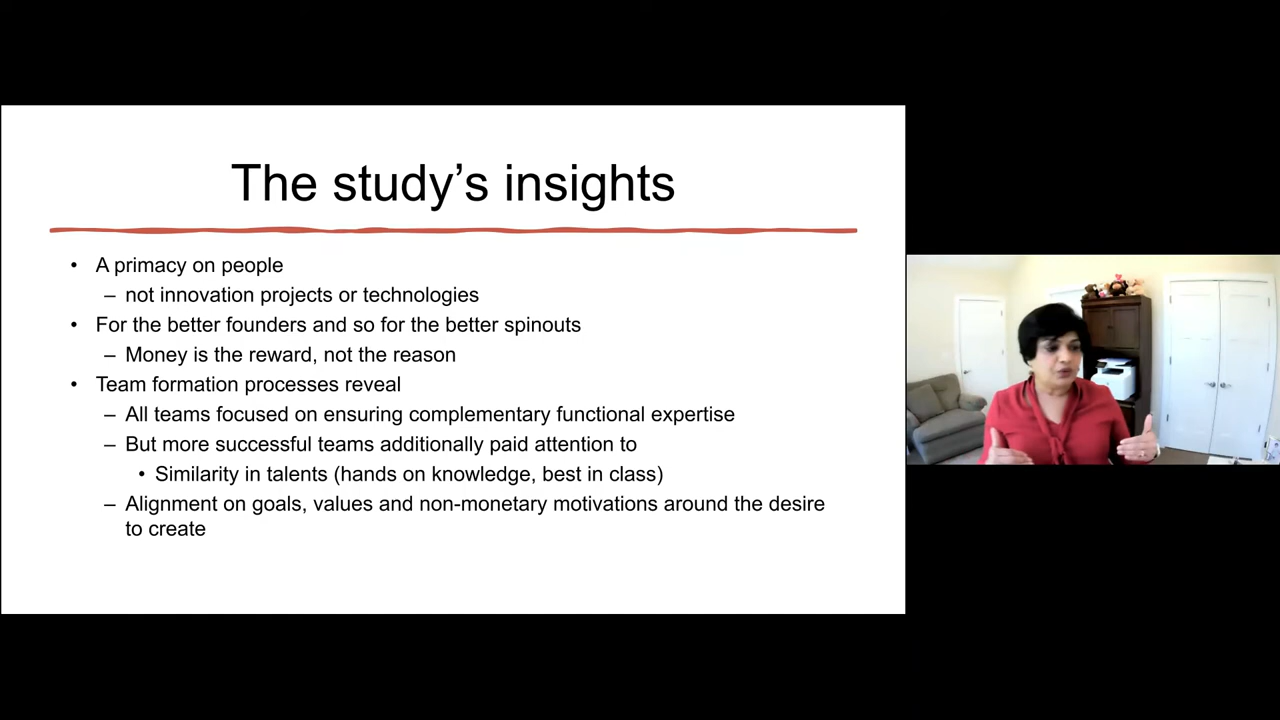 The study’s insights
• A primacy on people
– not innovation projects or technologies
• For the better founders and so for the better spinouts
– Money is the reward, not the reason
• Team formation processes reveal
– All teams focused on ensuring complementary functional expertise
– But more successful teams additionally paid attention to
• Similarity in talents (hands on knowledge, best in class)
– Alignment on goals, values and non-monetary motivations around the desire
to create